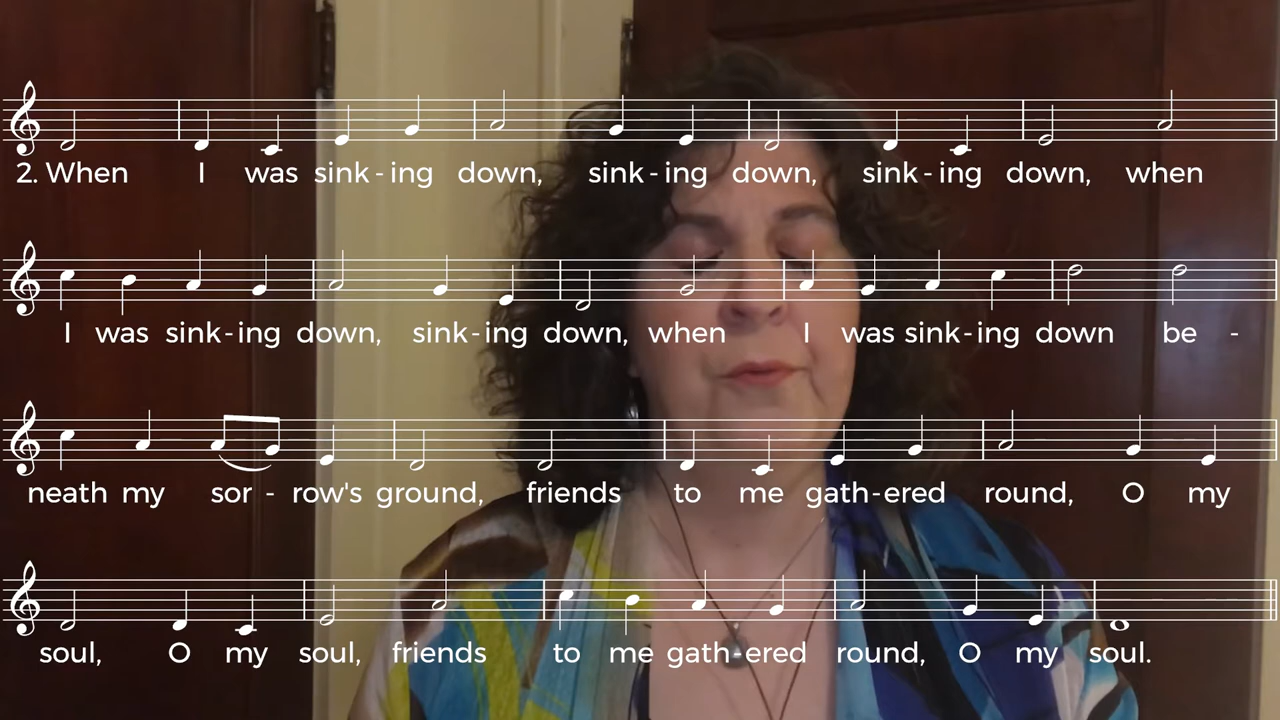 2. When I was sink - ing down, sink - ing down, sink - ing down, when
I was sink - ing down, sink - ing down, when I was sink - ing down be -
neath my sor - row's ground, friends to me gath - ered round, O my
soul, O my soul, friends to me gath - ered round, O my soul.